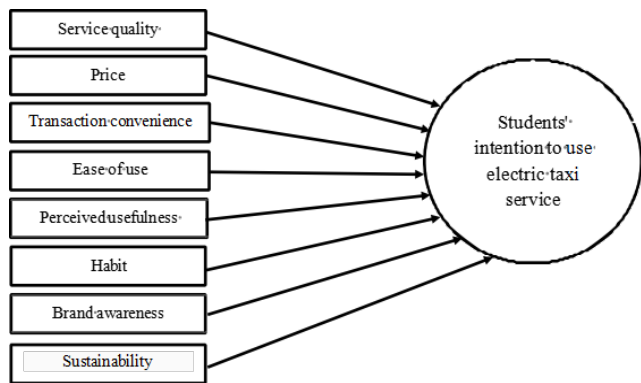 Service quality
Price
Transaction convenience
Ease of use
Perceived usefulness
Habit
Brand awareness
Sustainability
Students'
intention to use
electric taxi
service